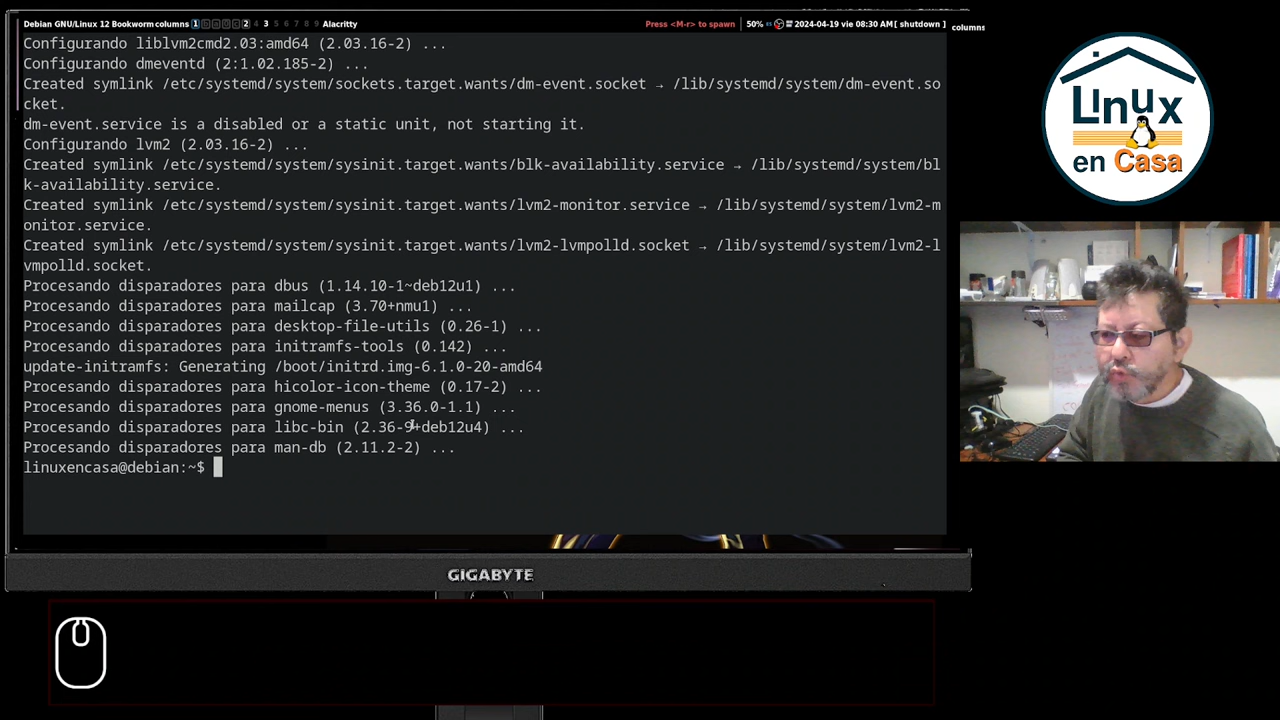 Debian GNU/Linux 12 Bookworm columns 1 2 4 3 5 6 7 8 9 Alacritty Press <M-r> to spawn 50% 2024-04-19 vie 08:30 AM [ shutdown ] columns
Configurando liblvm2cmd2.03:amd64 (2.03.16-2) ...
Configurando dmeventd (2:1.02.185-2) ...
Created symlink /etc/systemd/system/sockets.target.wants/dm-event.socket → /lib/systemd/system/dm-event.so
cket.
dm-event.service is a disabled or a static unit, not starting it.
Configurando lvm2 (2.03.16-2) ...
Created symlink /etc/systemd/system/sysinit.target.wants/blk-availability.service → /lib/systemd/system/bl
k-availability.service.
Created symlink /etc/systemd/system/sysinit.target.wants/lvm2-monitor.service → /lib/systemd/system/lvm2-m
onitor.service.
Created symlink /etc/systemd/system/sysinit.target.wants/lvm2-lvmpolld.socket → /lib/systemd/system/lvm2-l
vmpolld.socket.
Procesando disparadores para dbus (1.14.10-1~deb12u1) ...
Procesando disparadores para mailcap (3.70+nmu1) ...
Procesando disparadores para desktop-file-utils (0.26-1) ...
Procesando disparadores para initramfs-tools (0.142) ...
update-initramfs: Generating /boot/initrd.img-6.1.0-20-amd64
Procesando disparadores para hicolor-icon-theme (0.17-2) ...
Procesando disparadores para gnome-menus (3.36.0-1.1) ...
Procesando disparadores para libc-bin (2.36-9+deb12u4) ...
Procesando disparadores para man-db (2.11.2-2) ...
linuxencasa@debian:~$
GIGABYTE
Linux
en Casa